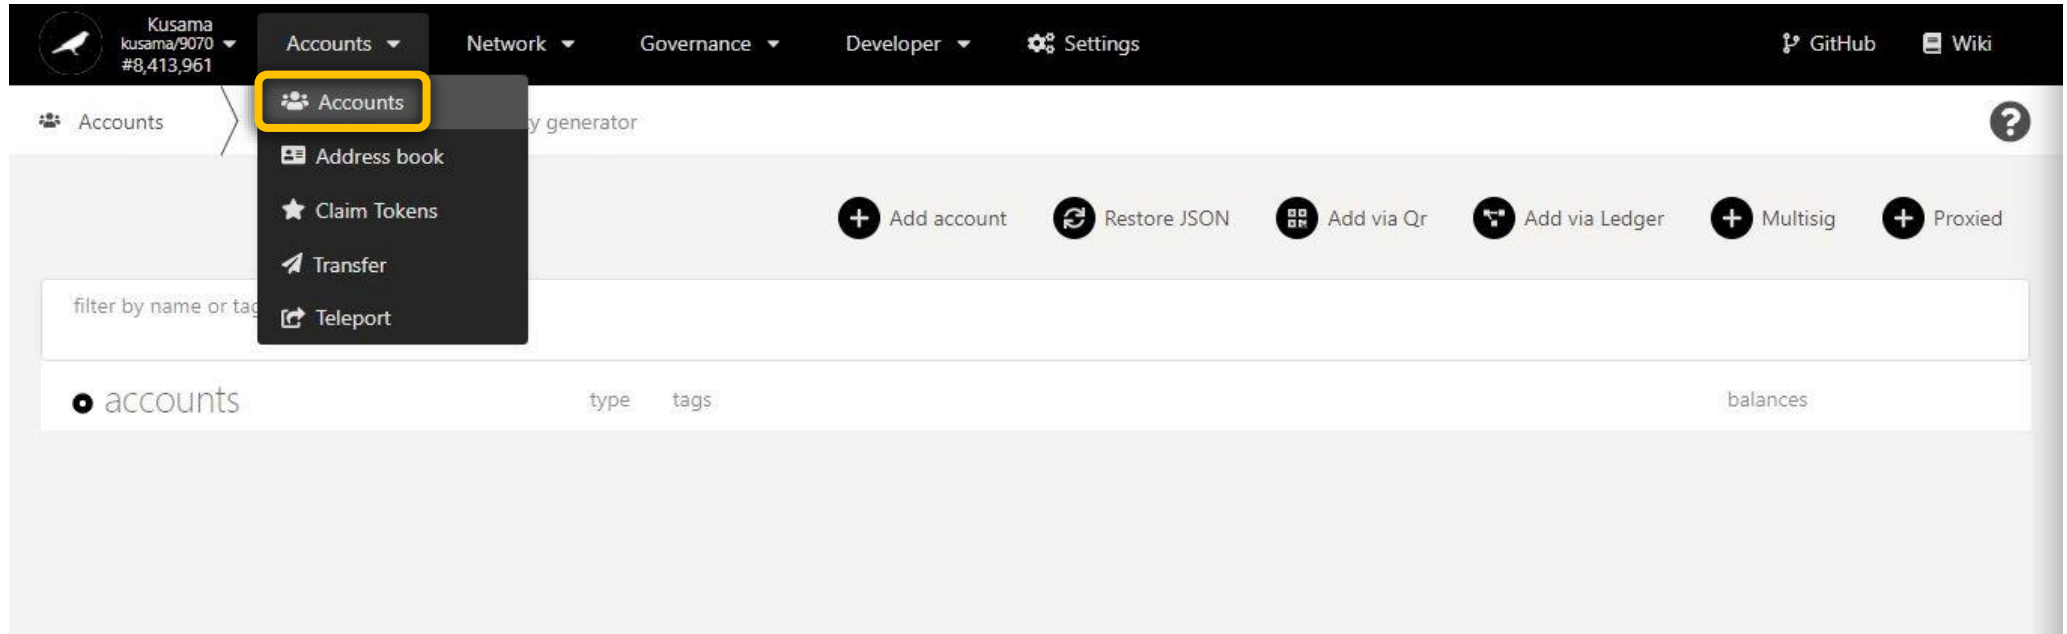 Kusama
kusama/9070
#8,413,961
Accounts
Network
Governance
Developer
Settings
GitHub
Wiki
Accounts
Address book
Claim Tokens
Transfer
Teleport
Accounts
generator
Add account
Restore JSON
Add via Qr
Add via Ledger
Multisig
Proxied
filter by name or
accounts
type
tags
balances